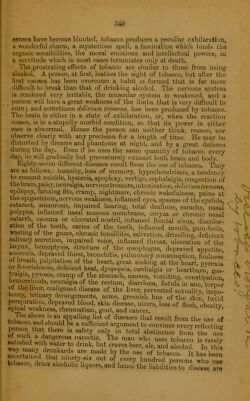 349
senses have become blunted, tobacco produces a peculiar exhilaration,
a wonderful charm, a mysterious spell, a fascination which binds the
organic sensibilities, the moral emotions and intellectual powers, in
a servitude which in most cases terminates only at death.
The prostrating effects of tobacco are similar to those from using
alcohol. A person, at first, loathes the sight of tobacco, but after the
first nausea has been overcome a habit is formed that is far more
difficult to break than that of drinking alcohol. The nervous system
is rendered very irritable, the muscular system is weakened, and a
person will have a great weakness of the limbs that is very difficult to
cure; and sometimes delirium tremens, has been produced by tobacco.
The brain is either in a state of exhilaration, or, when the reaction
comes, is in a stupidly morbid condition, so that its power in either
case is abnormal. Hence the person can neither think, reason, nor
observe clearly with any precision for a length of time. He may be
disturbed by dreams and phantoms at night, and by a great dullness
during the day. Even if he uses the same quantity of tobacco every
day, he will gradually but prematurely exhaust both brain and body.
Eighty-seven different diseases result from the use of tobacco. They
are as follows: insanity, loss of memory, hypochondriasis, a tendency
to commit suicide, hysteria, apoplexy, vertigo, cephalalgia, congestion of
the brain, palsy, neuralgia, nervous tremors, intoxication, delirium tremens,
epilepsy, fainting fits, cramp, nightmare, chronic wakefulness, pains at
the epigastrium, nervous weakness, inflamed eyes, spasms of the eyelids,
cataract, amaurosis, impaired hearing, total deafness, earache, nasal
polypus, inflamed nasal mucous membrane, coryza or chronic nasal
catarrh, ozœna or ulcerated nostril, inflamed frontal sinus, discolor-
ation of the teeth, caries of the teeth, inflamed mouth, gum-boils,
wasting of the gums, chronic tonsilitis, salivation, drivelling, deficient
salivary secretion, impaired voice, inflamed throat, ulceration of the
larynx, hemoptysis, stricture of the œsophagus, depraved appetite,
anorexia, depraved thirst, bronchitis, pulmonary consumption, foulness
of breath, palpitation of the heart, great sinking at the heart, pyrexia
or feverishness, deficient heat, dyspepsia, cardialgia or heartburn, gas-
tralgia, pyrosis, cramp of the stomach, nausea, vomiting, constipation,
hemorrhoids, neuralgia of the rectum, diarrhœa, fistula in ano, torpor
of the liver, malignant disease of the liver, perverted sexuality, impo-
tency, urinary derangements, acne, greenish hue of the skin, foetid
perspiration, depraved blood, skin disease, ulcers, loss of flesh, obesity,
spinal weakness, rheumatism, gout, and cancer.
The above is an appalling list of diseases that result from the use of
tobacco, and should be a sufficient argument to convince every reflecting
person that there is safety only in total abstinence from the use
of such a dangerous narcotic. The man who uses tobacco is rarely
satisfied with water to drink, but craves beer, ale, and alcohol. In this
way many drunkards are made by the use of tobacco. It has been
ascertained that ninety-six out of every hundred persons who use
tobacco, drink alcoholic liquors, and hence the liabilities to disease are